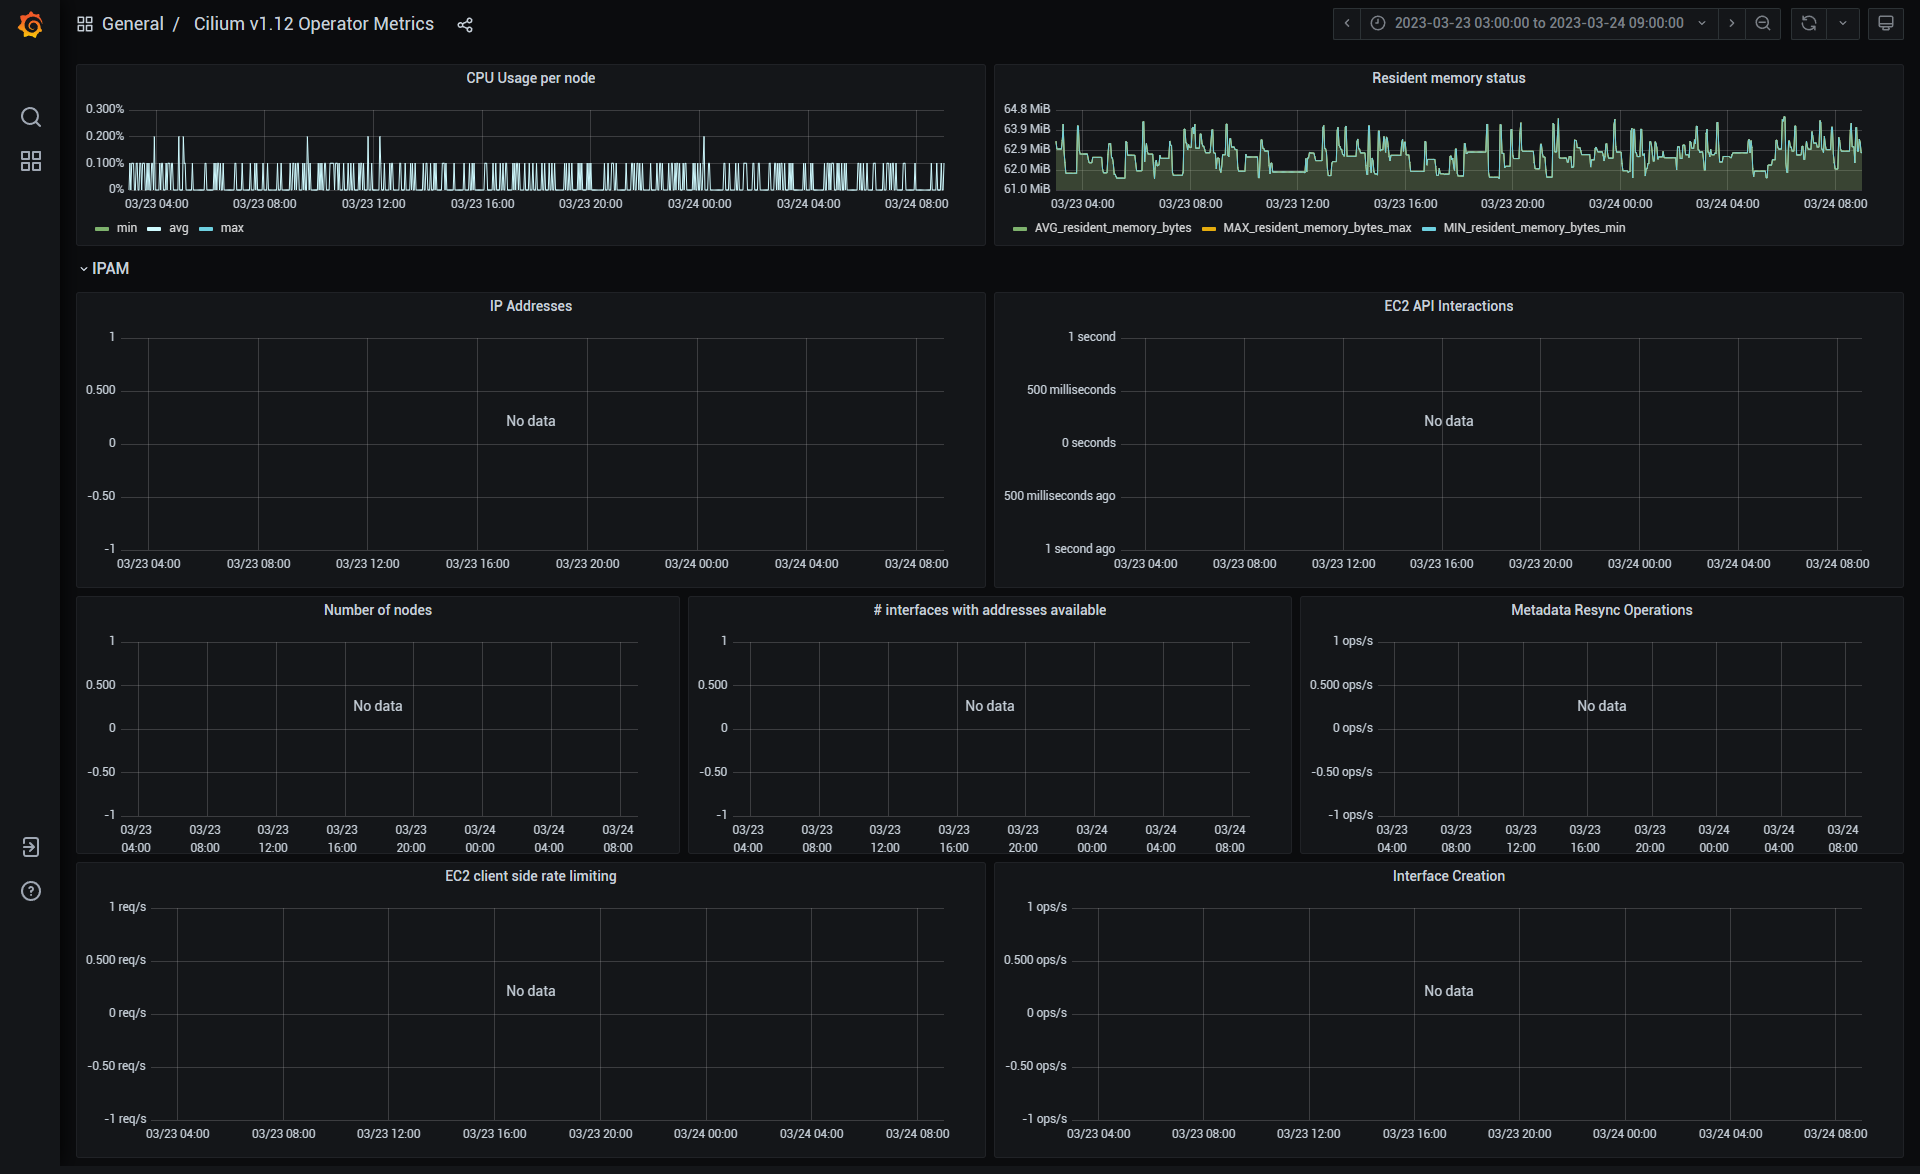 General / Cilium v1.12 Operator Metrics
2023-03-23 03:00:00 to 2023-03-24 09:00:00
CPU Usage per node
0.300%
0.200%
0.100%
0%
03/23 04:00 03/23 08:00 03/23 12:00 03/23 16:00 03/23 20:00 03/24 00:00 03/24 04:00 03/24 08:00
min avg max
Resident memory status
64.8 MiB
63.9 MiB
62.9 MiB
62.0 MiB
61.0 MiB
03/23 04:00 03/23 08:00 03/23 12:00 03/23 16:00 03/23 20:00 03/24 00:00 03/24 04:00 03/24 08:00
AVG_resident_memory_bytes MAX_resident_memory_bytes_max MIN_resident_memory_bytes_min
IPAM
IP Addresses
1
0.500
No data
0
-0.50
-1
03/23 04:00 03/23 08:00 03/23 12:00 03/23 16:00 03/23 20:00 03/24 00:00 03/24 04:00 03/24 08:00
EC2 API Interactions
1 second
500 milliseconds
No data
0 seconds
500 milliseconds ago
1 second ago
03/23 04:00 03/23 08:00 03/23 12:00 03/23 16:00 03/23 20:00 03/24 00:00 03/24 04:00 03/24 08:00
Number of nodes
1
0.500
No data
0
-0.50
-1
03/23 03/23 03/23 03/23 03/23 03/24 03/24 03/24
04:00 08:00 12:00 16:00 20:00 00:00 04:00 08:00
# interfaces with addresses available
1
0.500
No data
0
-0.50
-1
03/23 03/23 03/23 03/23 03/23 03/24 03/24 03/24
04:00 08:00 12:00 16:00 20:00 00:00 04:00 08:00
Metadata Resync Operations
1 ops/s
0.500 ops/s
No data
0 ops/s
-0.50 ops/s
-1 ops/s
03/23 03/23 03/23 03/23 03/23 03/24 03/24 03/24
04:00 08:00 12:00 16:00 20:00 00:00 04:00 08:00
EC2 client side rate limiting
1 req/s
0.500 req/s
No data
0 req/s
-0.50 req/s
-1 req/s
03/23 04:00 03/23 08:00 03/23 12:00 03/23 16:00 03/23 20:00 03/24 00:00 03/24 04:00 03/24 08:00
Interface Creation
1 ops/s
0.500 ops/s
No data
0 ops/s
-0.50 ops/s
-1 ops/s
03/23 04:00 03/23 08:00 03/23 12:00 03/23 16:00 03/23 20:00 03/24 00:00 03/24 04:00 03/24 08:00